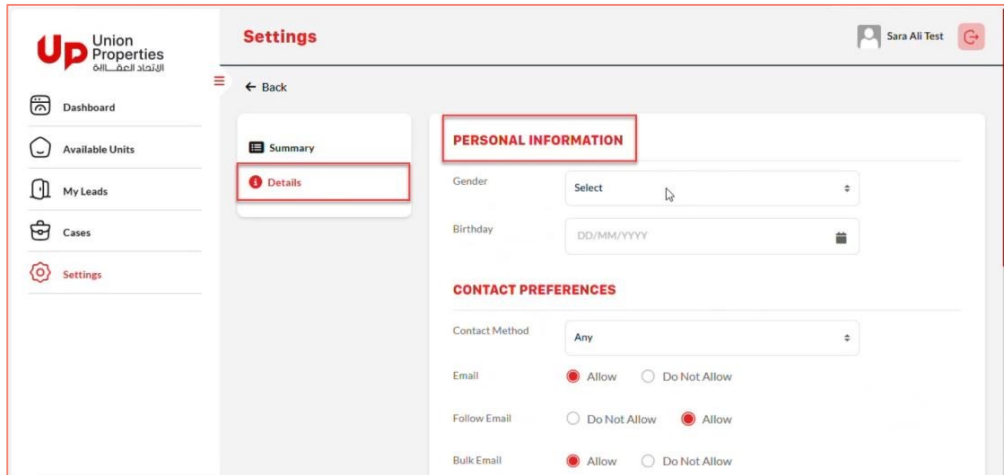 Union
Properties
الإتحاد العقـــارية
Dashboard
Available Units
My Leads
Cases
Settings
Settings
Sara Ali Test
← Back
Summary
Details
PERSONAL INFORMATION
Gender
Select
Birthday
DD/MM/YYYY
CONTACT PREFERENCES
Contact Method
Any
Email
Allow
Do Not Allow
Follow Email
Do Not Allow
Allow
Bulk Email
Allow
Do Not Allow